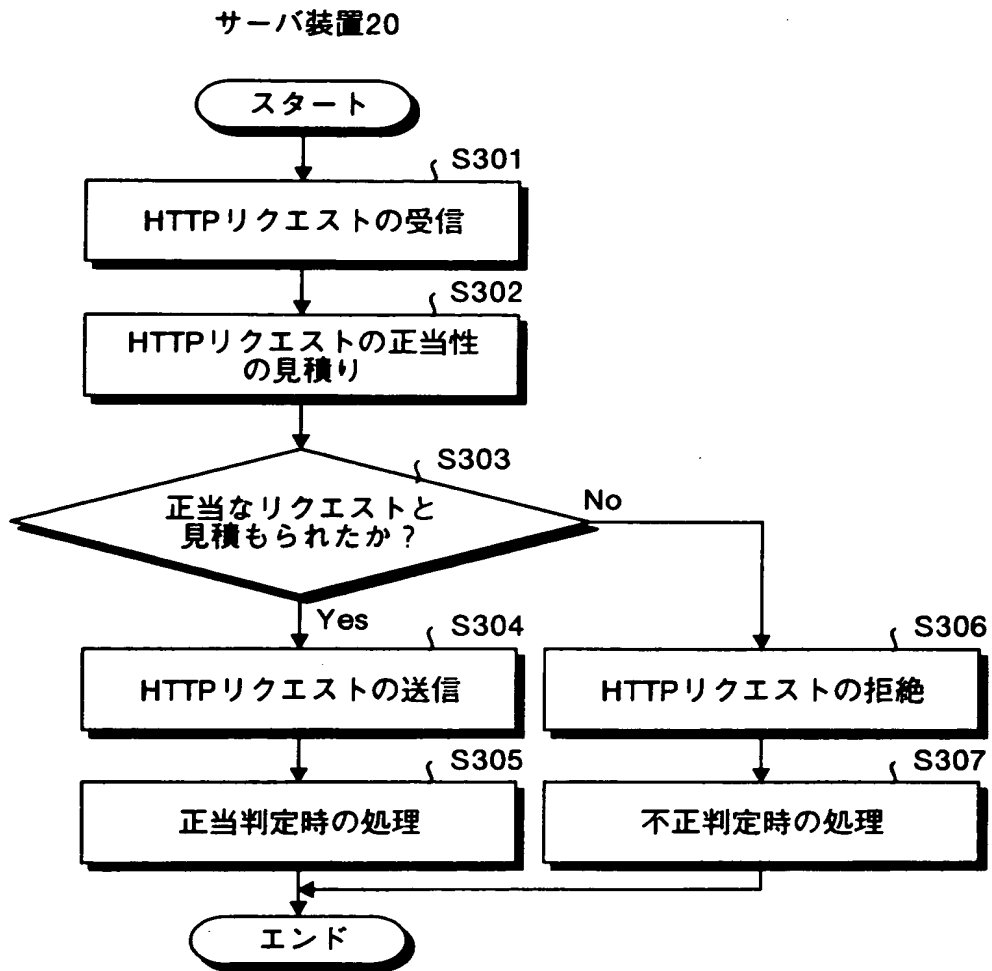 サーバ装置20
スタート
S301
HTTPリクエストの受信
S302
HTTPリクエストの正当性
の見積り
S303
正当なリクエストと
見積もられたか？
No
Yes
S304
HTTPリクエストの送信
S306
HTTPリクエストの拒絶
S305
正当判定時の処理
S307
不正判定時の処理
エンド